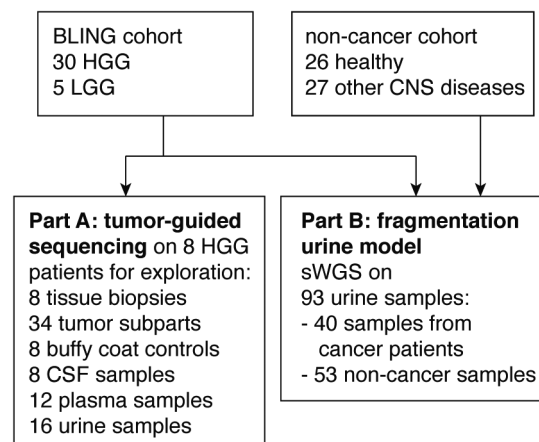 BLING cohort
30 HGG
5 LGG
non-cancer cohort
26 healthy
27 other CNS diseases
Part A: tumor-guided
sequencing on 8 HGG
patients for exploration:
8 tissue biopsies
34 tumor subparts
8 buffy coat controls
8 CSF samples
12 plasma samples
16 urine samples
Part B: fragmentation
urine model
sWGS on
93 urine samples:
- 40 samples from
cancer patients
- 53 non-cancer samples